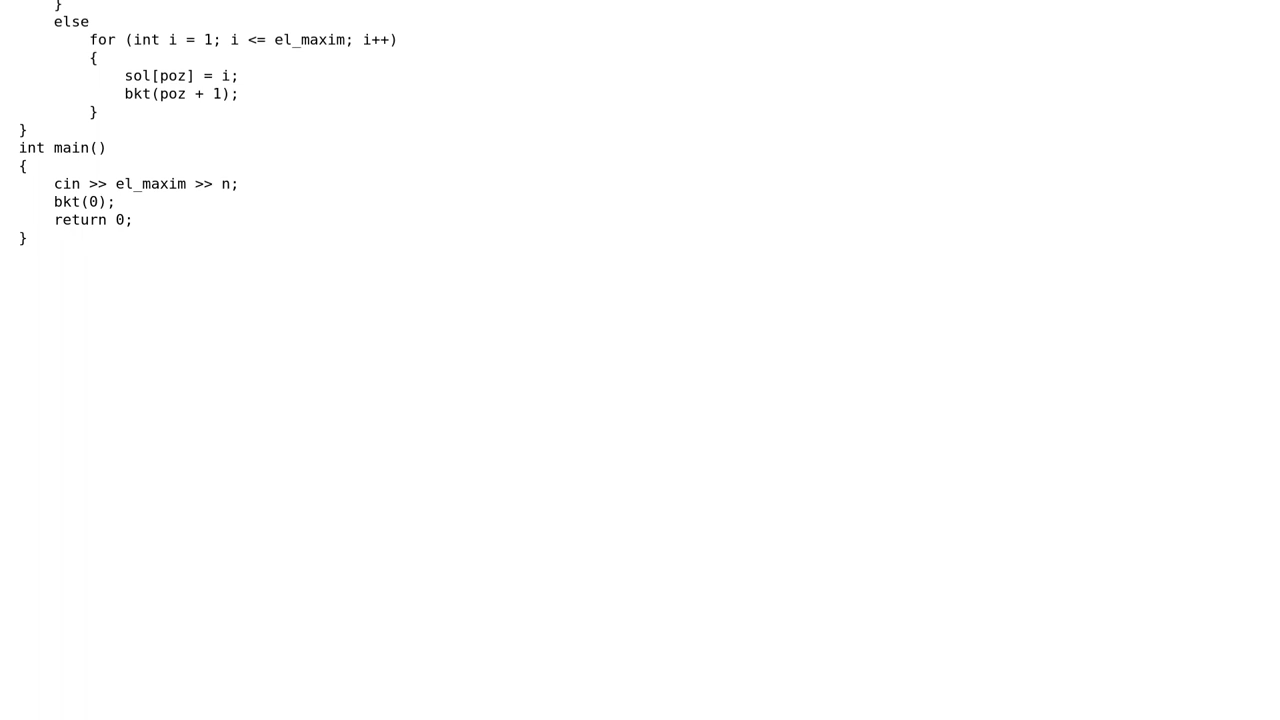 }
    else
        for (int i = 1; i <= el_maxim; i++)
        {
            sol[poz] = i;
            bkt(poz + 1);
        }
}
int main()
{
    cin >> el_maxim >> n;
    bkt(0);
    return 0;
}